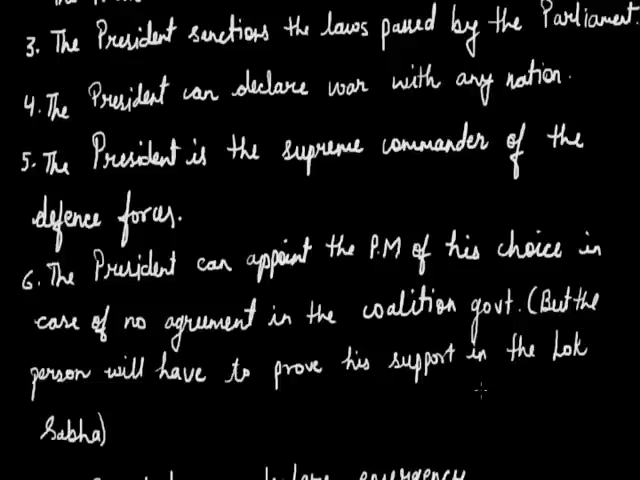 3. The President sanctions the laws passed by the Parliament.
4. The President can declare war with any nation.
5. The President is the supreme commander of the
defence forces.
6. The President can appoint the P.M of his choice in
case of no agreement in the coalition govt. (But the
person will have to prove his support in the Lok
Sabha)
declare emergency